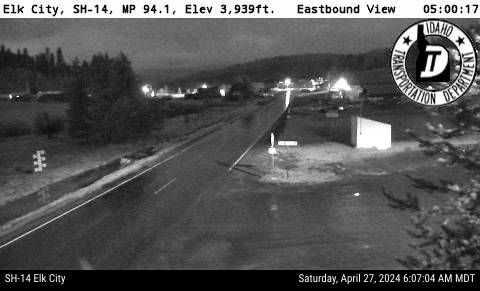 Elk City, SH-14, MP 94.1, Elev 3,939ft. Eastbound View 05:00:17
IDAHO
TRANSPORTATION DEPARTMENT
SH-14 Elk City Saturday, April 27, 2024 6:07:04 AM MDT